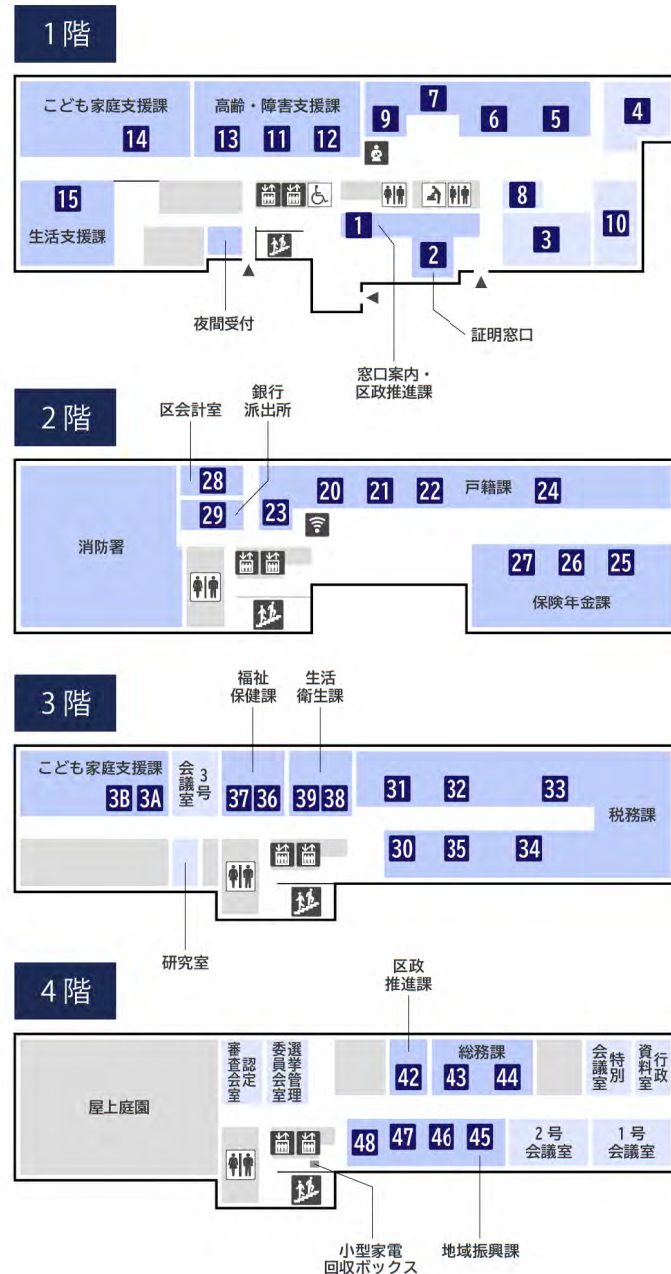 1階
こども家庭支援課
14
高齢・障害支援課
13
11
12
9
7
6
5
4
15
生活支援課
1
2
8
3
10
夜間受付
証明窓口
窓口案内・
区政推進課
2階
区会計室
銀行
派出所
消防署
28
29
23
20
21
22
戸籍課
24
27
26
25
保険年金課
3階
福祉
保健課
生活
衛生課
こども家庭支援課
3B
3A
3号
会議室
37
36
39
38
31
32
33
税務課
30
35
34
研究室
4階
区政
推進課
屋上庭園
認定
審査会室
選挙管理
委員会室
42
総務課
43
44
特別
会議室
行政
資料室
48
47
46
45
2号
会議室
1号
会議室
小型家電
回収ボックス
地域振興課